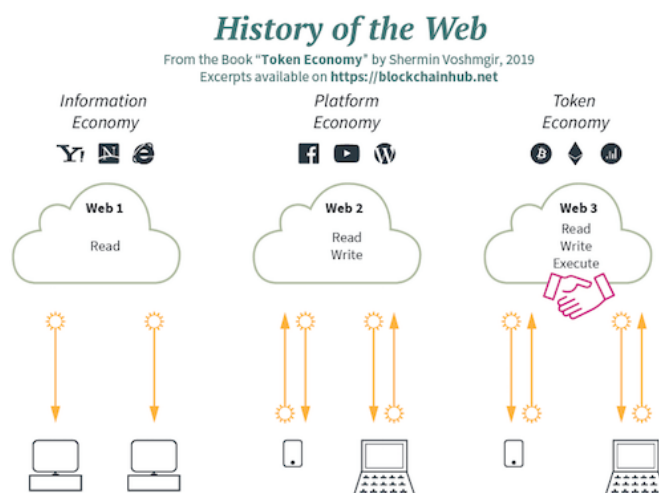 History of the Web
From the Book “Token Economy” by Shermin Voshmgir, 2019
Excerpts available on https://blockchainhub.net
Information
Economy
Platform
Economy
Token
Economy
Y!
N
e
f
W
B
Web 1
Read
Web 2
Read
Write
Web 3
Read
Write
Execute